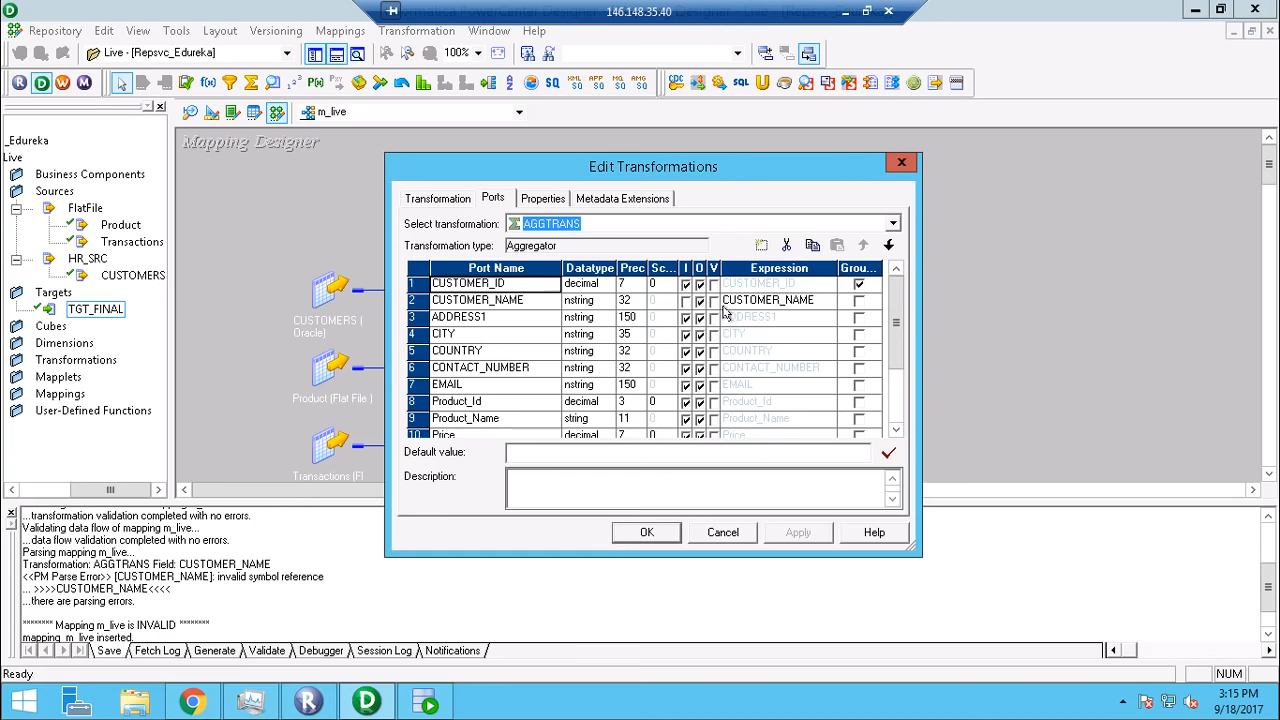 Informatica PowerCenter Designer
146.148.35.40
Repository Edit View Tools Layout Versioning Mappings Transformation Window Help
Live - [Repsvc_Edureka]
100%
m_live
_Edureka
Live
Business Components
Sources
FlatFile
Product
Transactions
HR_SRC
CUSTOMERS
Targets
TGT_FINAL
Cubes
Dimensions
Transformations
Mapplets
Mappings
User-Defined Functions
Mapping Designer
CUSTOMERS (
Oracle)
Product (Flat File )
Transactions (Fl
Edit Transformations
Transformation Ports Properties Metadata Extensions
Select transformation: AGGTRANS
Transformation type: Aggregator
Port Name Datatype Prec Sc... I O V Expression Grou...
1 CUSTOMER_ID decimal 7 0 CUSTOMER_ID
2 CUSTOMER_NAME nstring 32 0 CUSTOMER_NAME
3 ADDRESS1 nstring 150 0 ADDRESS1
4 CITY nstring 35 0 CITY
5 COUNTRY nstring 32 0 COUNTRY
6 CONTACT_NUMBER nstring 32 0 CONTACT_NUMBER
7 EMAIL nstring 150 0 EMAIL
8 Product_Id decimal 3 0 Product_Id
9 Product_Name string 11 0 Product_Name
10 Price decimal 7 0 Price
Default value:
Description:
OK Cancel Apply Help
...transformation validation completed with no errors.
Validating data flow of mapping m_live...
...data flow validation completed with no errors.
Parsing mapping m_live...
Transformation: AGGTRANS Field: CUSTOMER_NAME
<<PM Parse Error>> [CUSTOMER_NAME]: invalid symbol reference
... >>>>CUSTOMER_NAME<<<<
...there are parsing errors.
******** Mapping m_live is INVALID ********
mapping m_live inserted.
Save Fetch Log Generate Validate Debugger Session Log Notifications
Ready
NUM
3:15 PM
9/18/2017